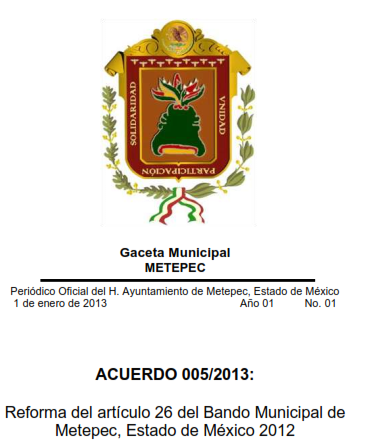 SOLIDARIDAD
VNIDAD
PARTICIPACIÓN
Gaceta Municipal
METEPEC
Periódico Oficial del H. Ayuntamiento de Metepec, Estado de México
1 de enero de 2013 Año 01 No. 01
ACUERDO 005/2013:
Reforma del artículo 26 del Bando Municipal de
Metepec, Estado de México 2012